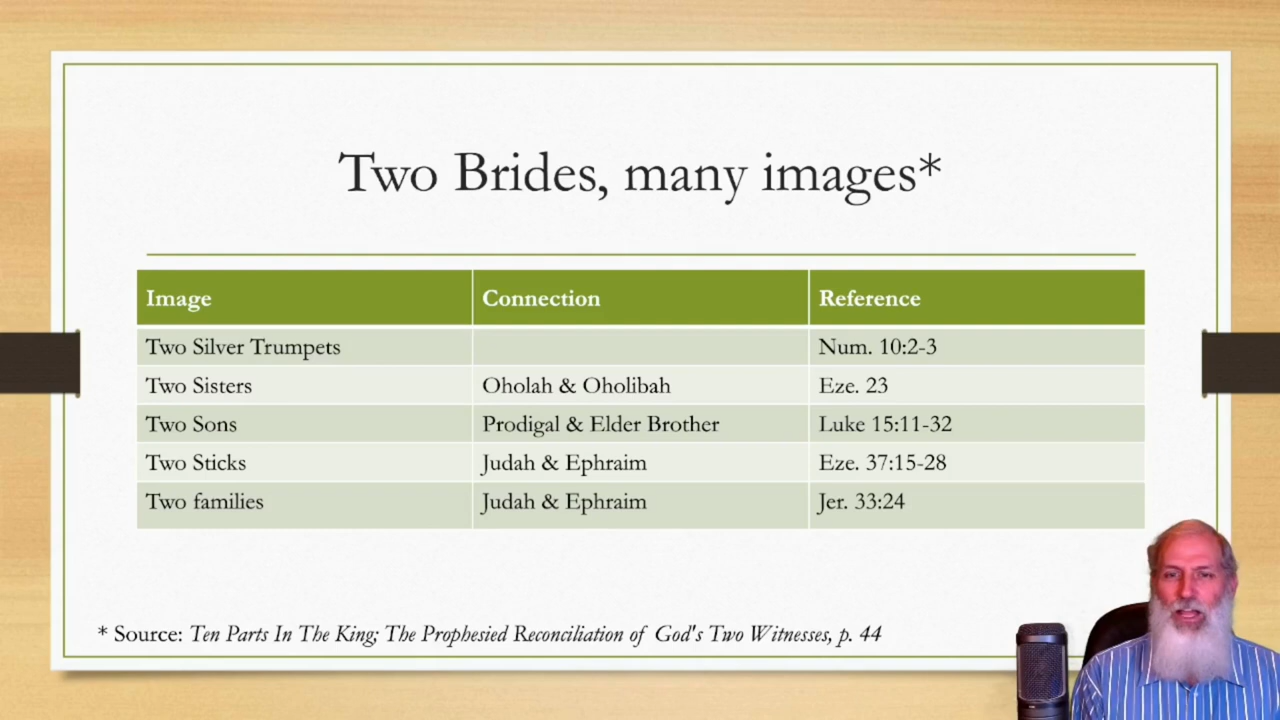 Two Brides, many images*
Image Connection Reference
Two Silver Trumpets Num. 10:2-3
Two Sisters Oholah & Oholibah Eze. 23
Two Sons Prodigal & Elder Brother Luke 15:11-32
Two Sticks Judah & Ephraim Eze. 37:15-28
Two families Judah & Ephraim Jer. 33:24
* Source: Ten Parts In The King; The Prophesied Reconciliation of God's Two Witnesses, p. 44